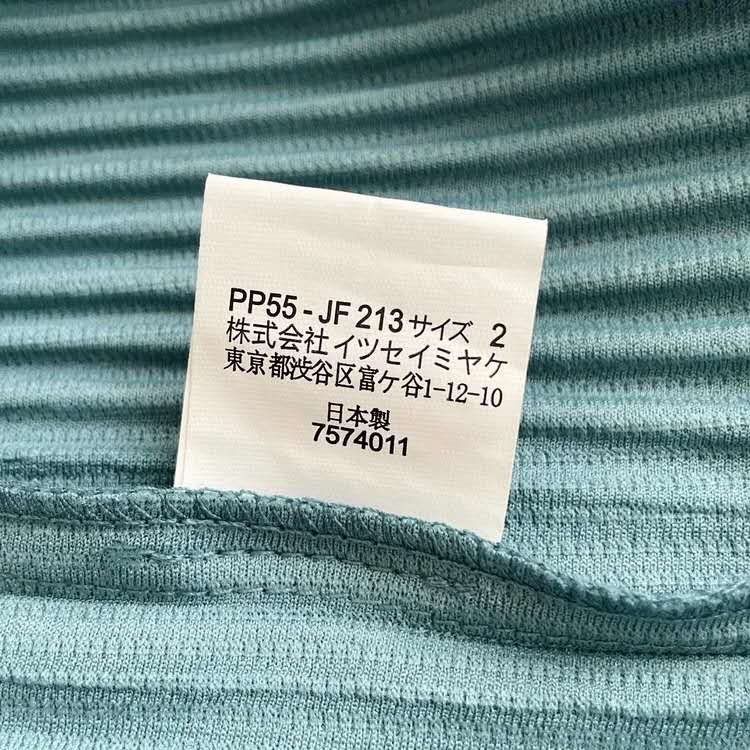 PP55 - JF 213 サイズ 2
株式会社 イツセイミヤケ
東京都渋谷区富ケ谷1-12-10
日本製
7574011